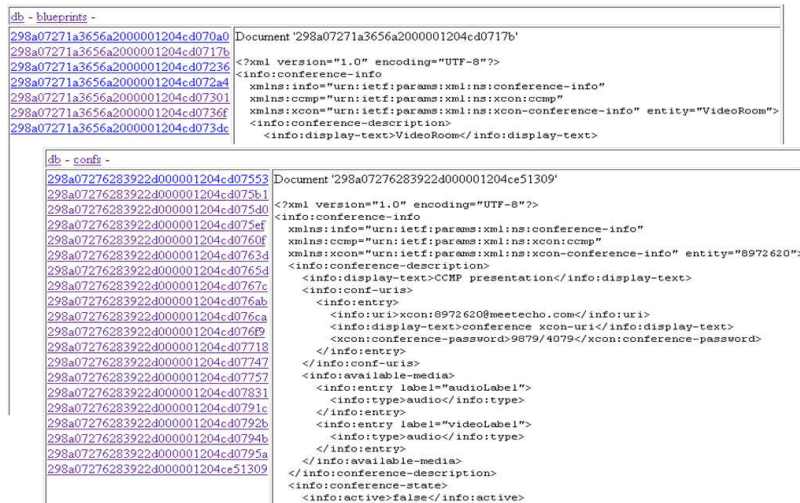 db - blueprints -
298a07271a3656a2000001204cd070a0
298a07271a3656a2000001204cd0717b
298a07271a3656a2000001204cd07236
298a07271a3656a2000001204cd072a4
298a07271a3656a2000001204cd07301
298a07271a3656a2000001204cd0736f
298a07271a3656a2000001204cd073dc
Document '298a07271a3656a2000001204cd0717b'
<?xml version="1.0" encoding="UTF-8"?>
<info:conference-info
xmlns:info="urn:ietf:params:xml:ns:conference-info"
xmlns:ccmp="urn:ietf:params:xml:ns:xcon:ccmp"
xmlns:xcon="urn:ietf:params:xml:ns:xcon-conference-info" entity="VideoRoom">
<info:conference-description>
<info:display-text>VideoRoom</info:display-text>
db - confs -
298a07276283922d000001204cd07553
298a07276283922d000001204cd075b1
298a07276283922d000001204cd075d0
298a07276283922d000001204cd075ef
298a07276283922d000001204cd0760f
298a07276283922d000001204cd0763d
298a07276283922d000001204cd0765d
298a07276283922d000001204cd0767c
298a07276283922d000001204cd076ab
298a07276283922d000001204cd076ca
298a07276283922d000001204cd076f9
298a07276283922d000001204cd07718
298a07276283922d000001204cd07747
298a07276283922d000001204cd07757
298a07276283922d000001204cd07831
298a07276283922d000001204cd0791c
298a07276283922d000001204cd0792b
298a07276283922d000001204cd0794b
298a07276283922d000001204cd0795a
298a07276283922d000001204ce51309
Document '298a07276283922d000001204ce51309'
<?xml version="1.0" encoding="UTF-8"?>
<info:conference-info
xmlns:info="urn:ietf:params:xml:ns:conference-info"
xmlns:ccmp="urn:ietf:params:xml:ns:xcon:ccmp"
xmlns:xcon="urn:ietf:params:xml:ns:xcon-conference-info" entity="8972620">
<info:conference-description>
<info:display-text>CCMP presentation</info:display-text>
<info:conf-uris>
<info:entry>
<info:uri>xcon:8972620@meetecho.com</info:uri>
<info:display-text>conference xcon-uri</info:display-text>
<xcon:conference-password>9879/4079</xcon:conference-password>
</info:entry>
</info:conf-uris>
<info:available-media>
<info:entry label="audioLabel">
<info:type>audio</info:type>
</info:entry>
<info:entry label="videoLabel">
<info:type>audio</info:type>
</info:entry>
</info:available-media>
</info:conference-description>
<info:conference-state>
<info:active>false</info:active>